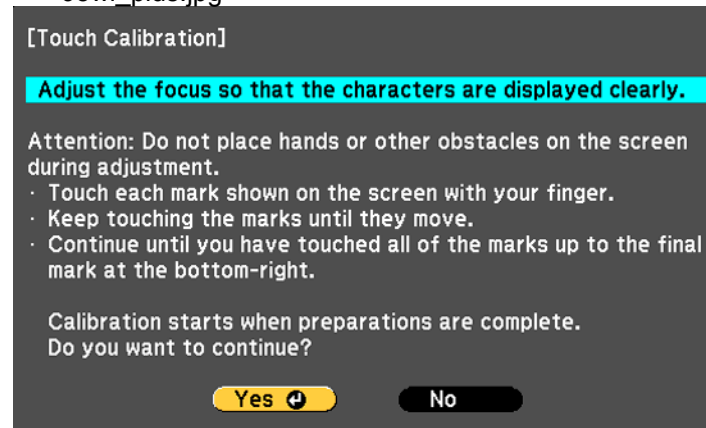 [Touch Calibration]
Adjust the focus so that the characters are displayed clearly.
Attention: Do not place hands or other obstacles on the screen
during adjustment.
· Touch each mark shown on the screen with your finger.
· Keep touching the marks until they move.
· Continue until you have touched all of the marks up to the final
mark at the bottom-right.
Calibration starts when preparations are complete.
Do you want to continue?
Yes No